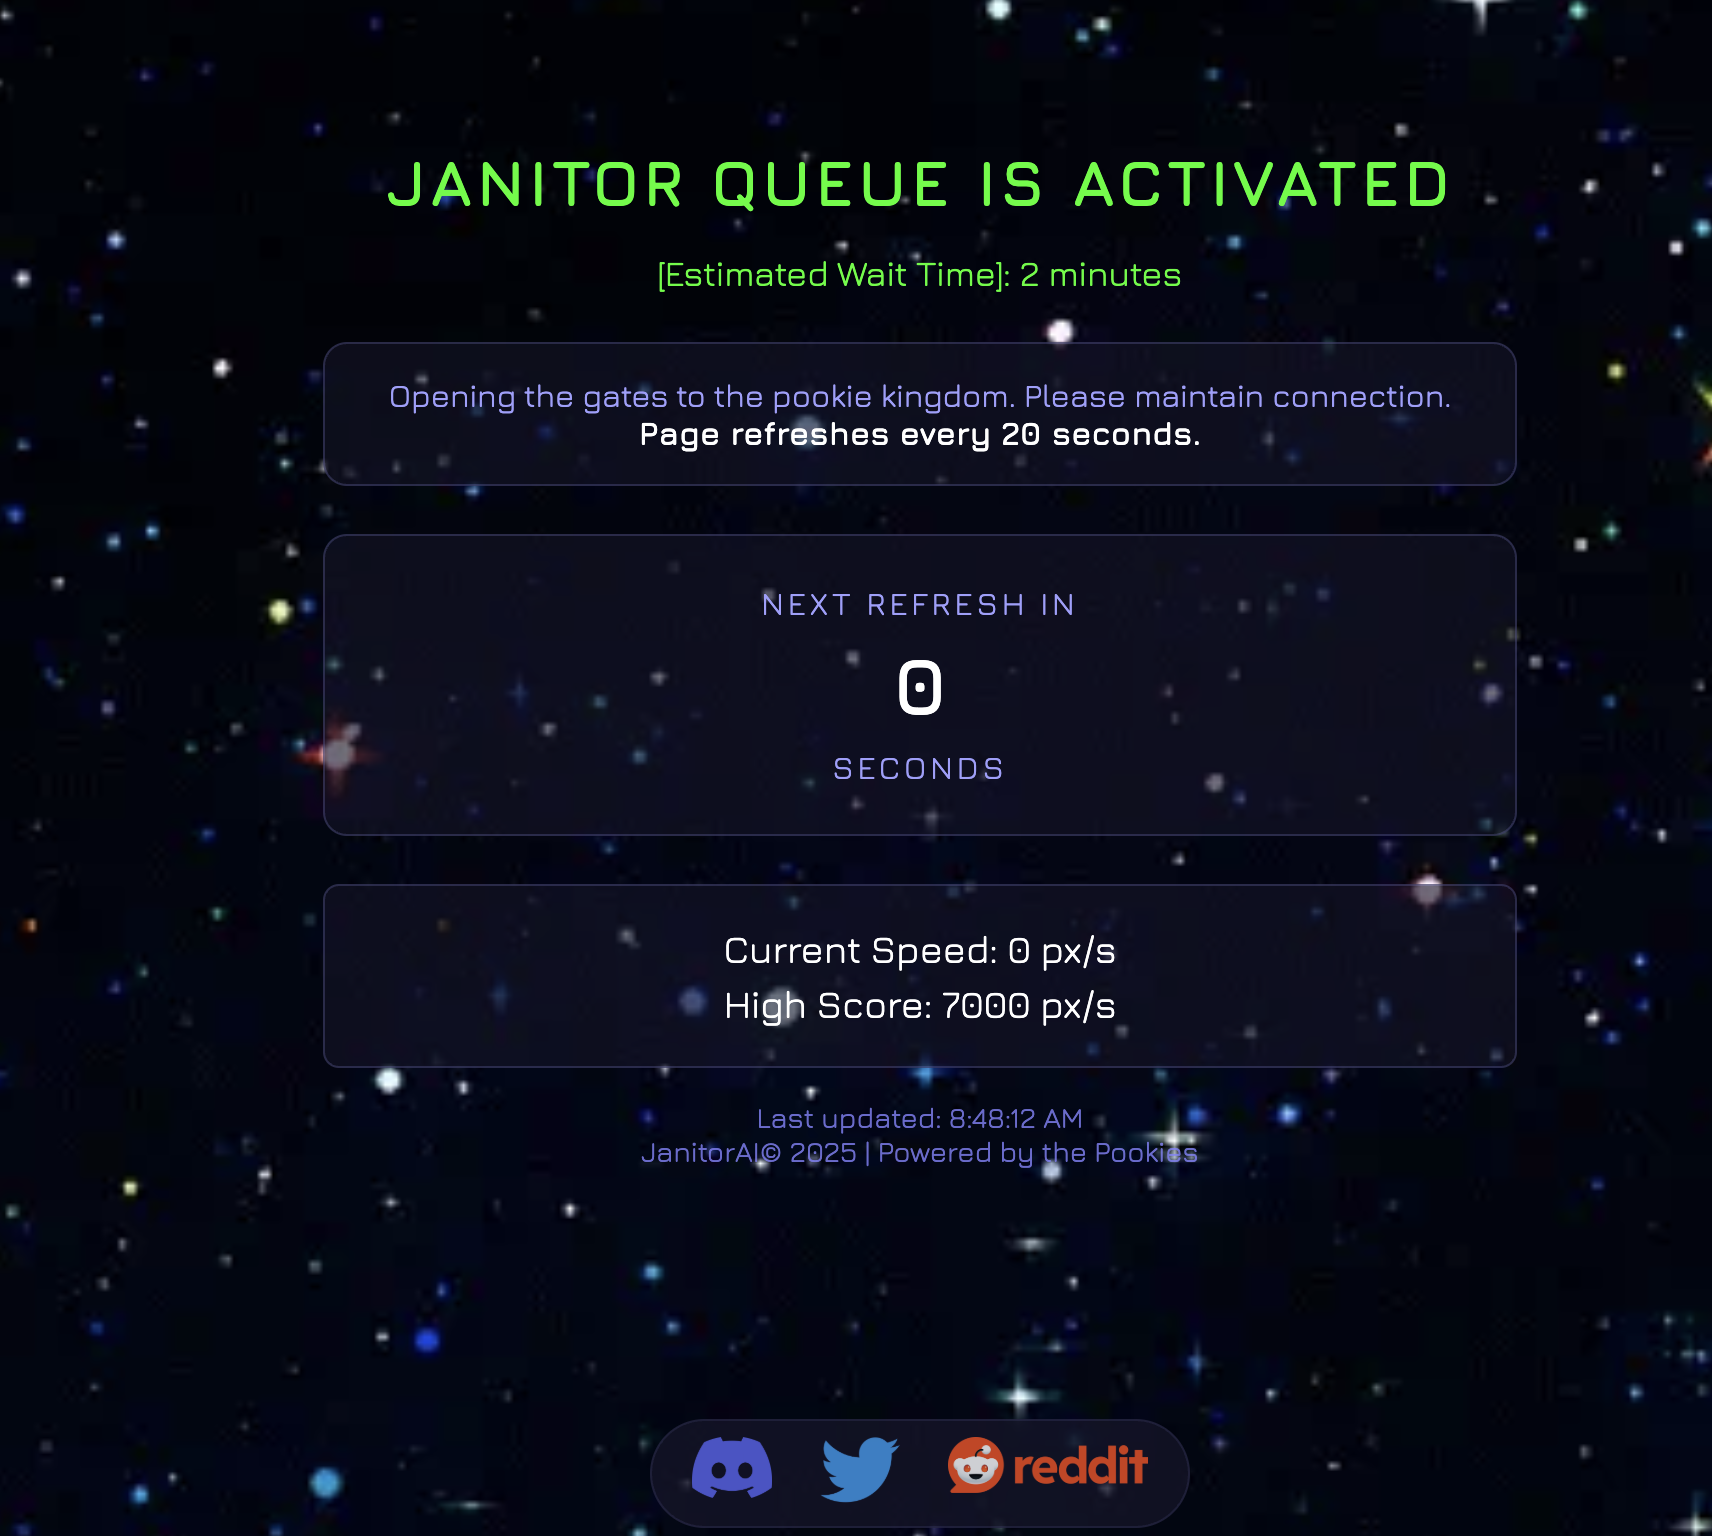 JANITOR QUEUE IS ACTIVATED
[Estimated Wait Time]: 2 minutes
Opening the gates to the pookie kingdom. Please maintain connection.
Page refreshes every 20 seconds.
NEXT REFRESH IN
0
SECONDS
Current Speed: 0 px/s
High Score: 7000 px/s
Last updated: 8:48:12 AM
JanitorAI© 2025 | Powered by the Pookies
reddit